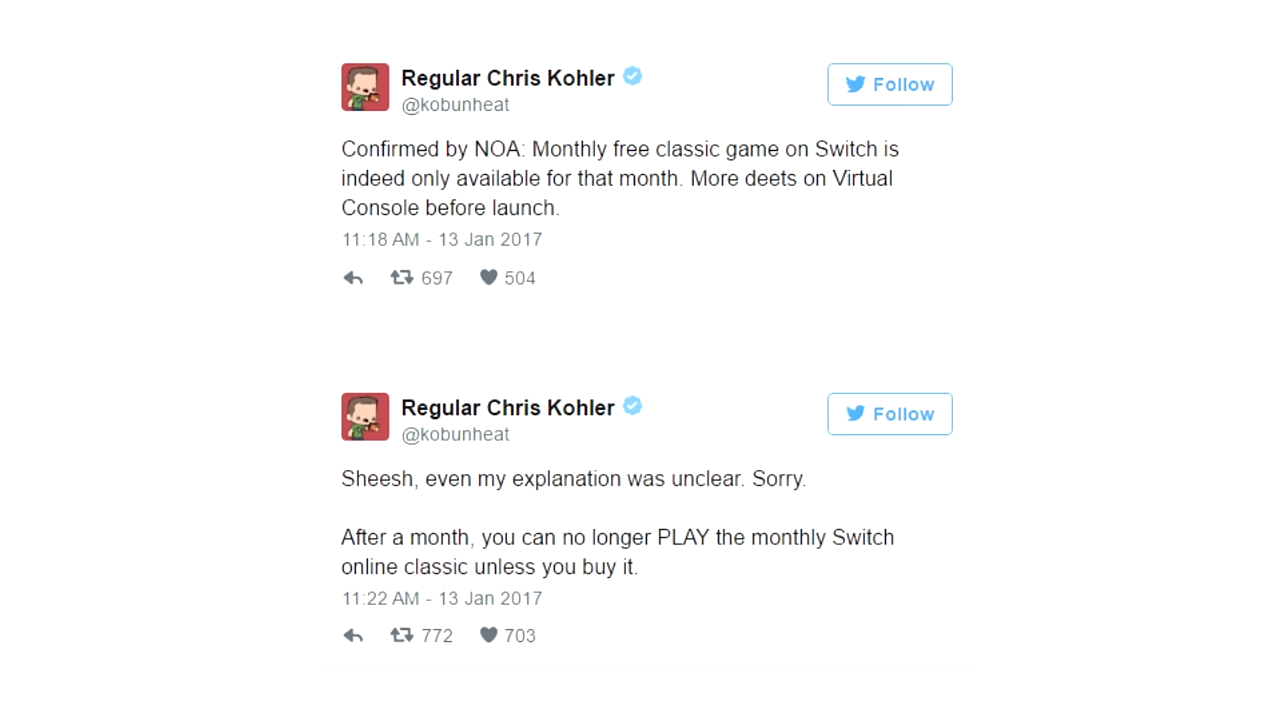 Regular Chris Kohler
Follow
@kobunheat
Confirmed by NOA: Monthly free classic game on Switch is
indeed only available for that month. More deets on Virtual
Console before launch.
11:18 AM - 13 Jan 2017
697 504
Regular Chris Kohler
Follow
@kobunheat
Sheesh, even my explanation was unclear. Sorry.
After a month, you can no longer PLAY the monthly Switch
online classic unless you buy it.
11:22 AM - 13 Jan 2017
772 703